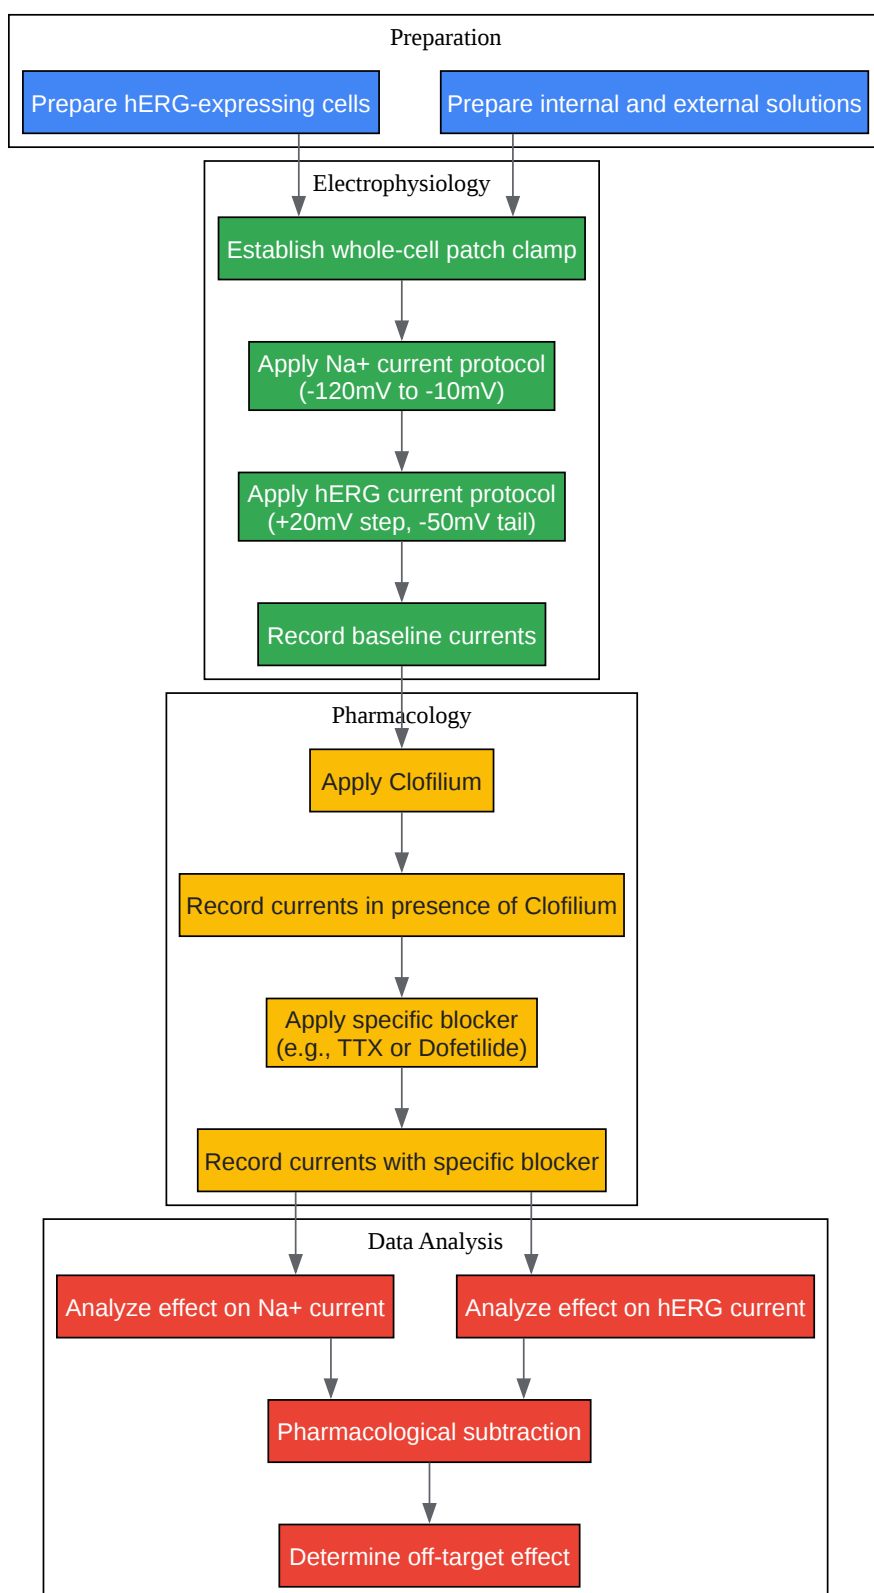 Preparation
Prepare hERG-expressing cells
Prepare internal and external solutions
Electrophysiology
Establish whole-cell patch clamp
Apply Na+ current protocol
(-120mV to -10mV)
Apply hERG current protocol
(+20mV step, -50mV tail)
Record baseline currents
Pharmacology
Apply Clofilium
Record currents in presence of Clofilium
Apply specific blocker
(e.g., TTX or Dofetilide)
Record currents with specific blocker
Data Analysis
Analyze effect on Na+ current
Analyze effect on hERG current
Pharmacological subtraction
Determine off-target effect